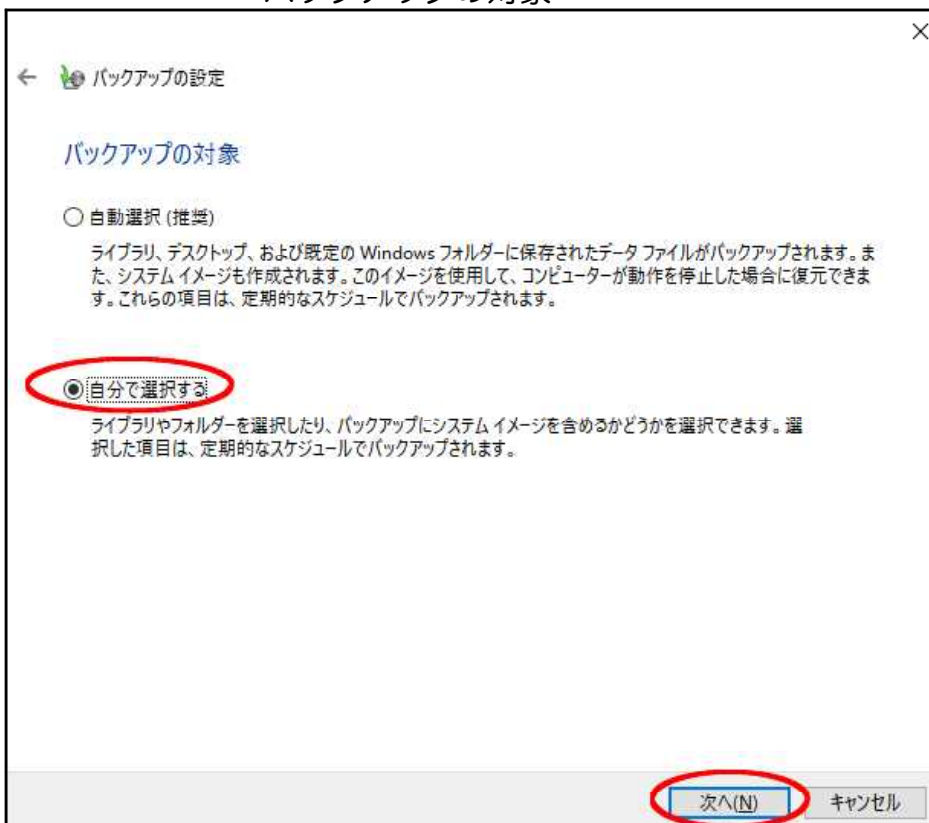 バックアップの対象
バックアップの設定
バックアップの対象
自動選択 (推奨)
ライブラリ、デスクトップ、および既定の Windows フォルダーに保存されたデータ ファイルがバックアップされます。ま
た、システム イメージも作成されます。このイメージを使用して、コンピューターが動作を停止した場合に復元できま
す。これらの項目は、定期的なスケジュールでバックアップされます。
自分で選択する
ライブラリやフォルダーを選択したり、バックアップにシステム イメージを含めるかどうかを選択できます。選
択した項目は、定期的なスケジュールでバックアップされます。
次へ(N)
キャンセル